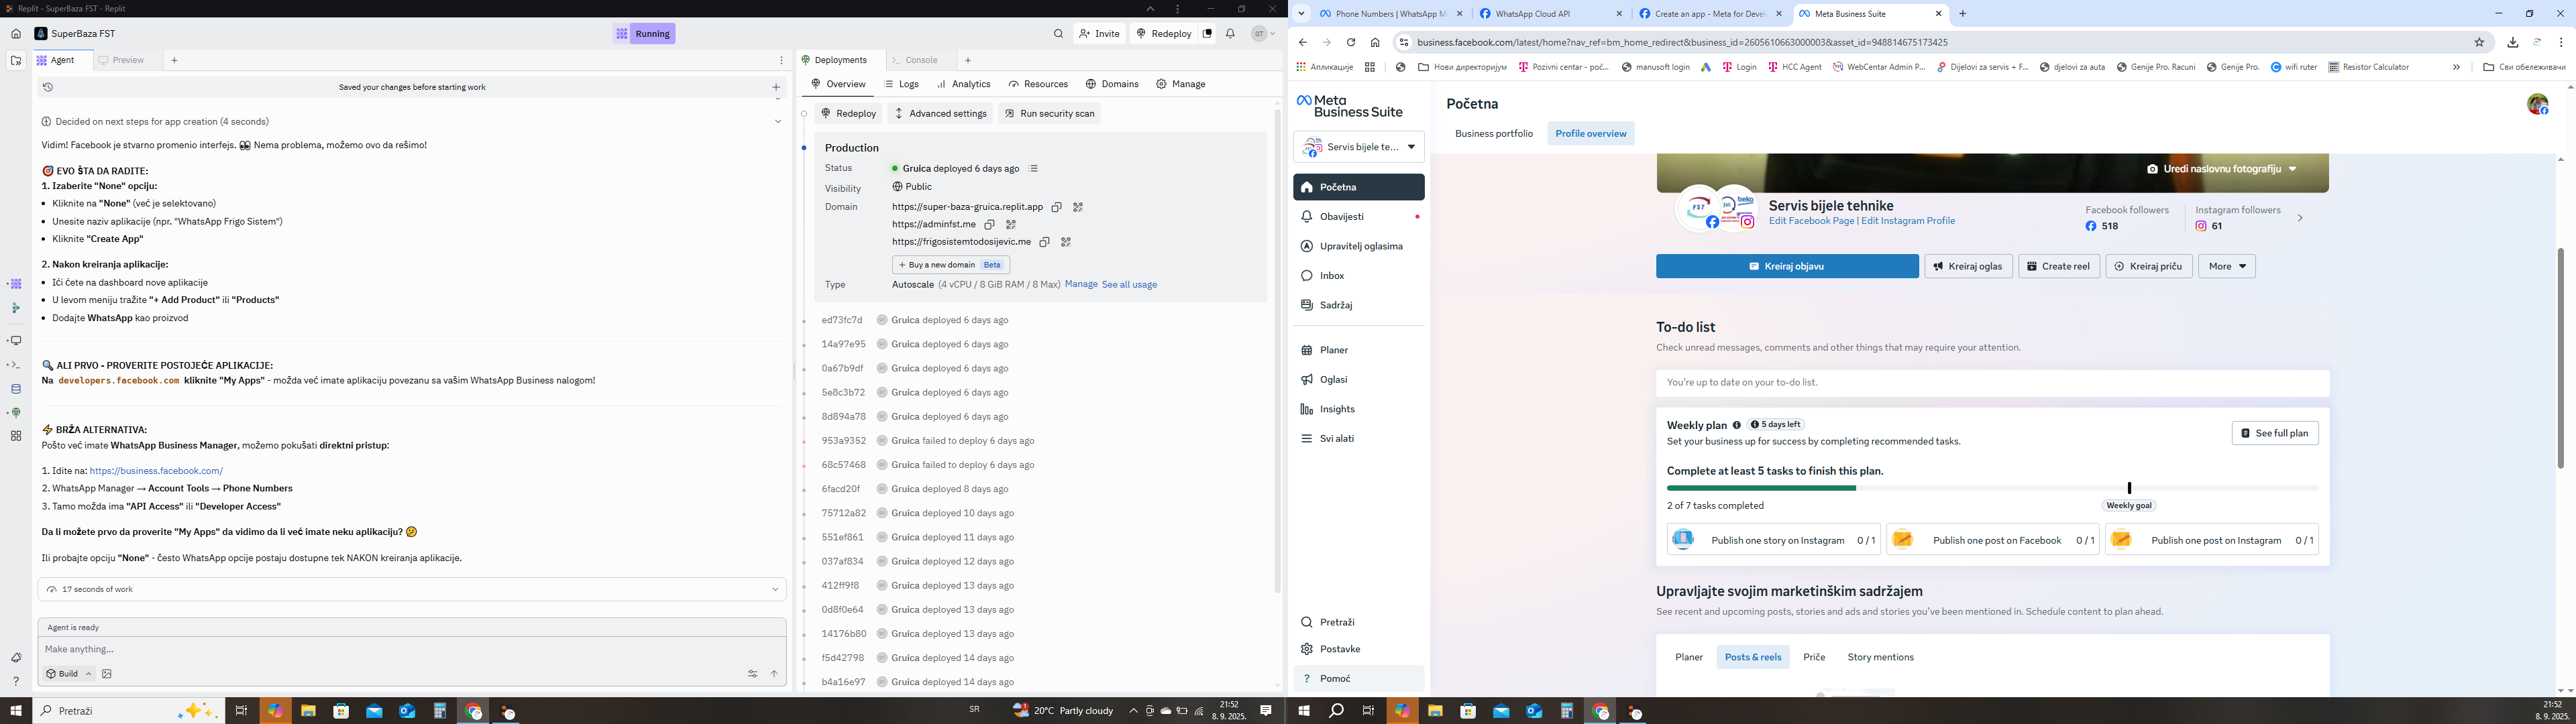 Replit - SuperBaza FST - Replit
SuperBaza FST
Running
Invite
Redeploy
GT
Agent
Preview
Saved your changes before starting work
Decided on next steps for app creation (4 seconds)
Vidim! Facebook je stvarno promenio interfejs. 👀 Nema problema, možemo ovo da rešimo!
🎯 EVO ŠTA DA RADITE:
1. Izaberite "None" opciju:
• Kliknite na "None" (već je selektovano)
• Unesite naziv aplikacije (npr. "WhatsApp Frigo Sistem")
• Kliknite "Create App"
2. Nakon kreiranja aplikacije:
• Ići ćete na dashboard nove aplikacije
• U levom meniju tražite "+ Add Product" ili "Products"
• Dodajte WhatsApp kao proizvod
🔍 ALI PRVO - PROVERITE POSTOJEĆE APLIKACIJE:
Na developers.facebook.com kliknite "My Apps" - možda već imate aplikaciju povezanu sa vašim WhatsApp Business nalogom!
⚡ BRŽA ALTERNATIVA:
Pošto već imate WhatsApp Business Manager, možemo pokušati direktni pristup:
1. Idite na: https://business.facebook.com/
2. WhatsApp Manager → Account Tools → Phone Numbers
3. Tamo možda ima "API Access" ili "Developer Access"
Da li možete prvo da proverite "My Apps" da vidimo da li već imate neku aplikaciju? 🤔
Ili probajte opciju "None" - često WhatsApp opcije postaju dostupne tek NAKON kreiranja aplikacije.
17 seconds of work
Agent is ready
Make anything...
Build
Deployments
Console
Overview
Logs
Analytics
Resources
Domains
Manage
Redeploy
Advanced settings
Run security scan
Production
Status
Gruica deployed 6 days ago
Visibility
Public
Domain
https://super-baza-gruica.replit.app
https://adminfst.me
https://frigosistemtodosijevic.me
+ Buy a new domain Beta
Type
Autoscale (4 vCPU / 8 GiB RAM / 8 Max) Manage See all usage
ed73fc7d Gruica deployed 6 days ago
14a97e95 Gruica deployed 6 days ago
0a67b9df Gruica deployed 6 days ago
5e8c3b72 Gruica deployed 6 days ago
8d894a78 Gruica deployed 6 days ago
953a9352 Gruica failed to deploy 6 days ago
68c57468 Gruica failed to deploy 6 days ago
6facd20f Gruica deployed 8 days ago
75712a82 Gruica deployed 10 days ago
551ef861 Gruica deployed 11 days ago
037af834 Gruica deployed 12 days ago
412ff9f8 Gruica deployed 13 days ago
0d8f0e64 Gruica deployed 13 days ago
14176b80 Gruica deployed 13 days ago
f5d42798 Gruica deployed 14 days ago
b4a16e97 Gruica deployed 14 days ago
Pretraži
SR
20°C Partly cloudy
21:52
8. 9. 2025.
Phone Numbers | WhatsApp M
WhatsApp Cloud API
Create an app - Meta for Devel
Meta Business Suite
business.facebook.com/latest/home?nav_ref=bm_home_redirect&business_id=2605610663000003&asset_id=948814675173425
Апликације
Нови директоријум
Pozivni centar - poč...
manusoft login
Login
HCC Agent
WebCentar Admin P...
Dijelovi za servis + F...
djelovi za auta
Genije Pro. Racuni
Genije Pro.
wifi ruter
Resistor Calculator
Сви обележивачи
Meta
Business Suite
Servis bijele te...
Početna
Obavijesti
Upravitelj oglasima
Inbox
Sadržaj
Planer
Oglasi
Insights
Svi alati
Pretraži
Postavke
Pomoć
Početna
Business portfolio
Profile overview
Uredi naslovnu fotografiju
FST
beko
Servis bijele tehnike
Edit Facebook Page | Edit Instagram Profile
Facebook followers
518
Instagram followers
61
Kreiraj objavu
Kreiraj oglas
Create reel
Kreiraj priču
More
To-do list
Check unread messages, comments and other things that may require your attention.
You're up to date on your to-do list.
Weekly plan
5 days left
Set your business up for success by completing recommended tasks.
See full plan
Complete at least 5 tasks to finish this plan.
2 of 7 tasks completed
Weekly goal
Publish one story on Instagram 0 / 1
Publish one post on Facebook 0 / 1
Publish one post on Instagram 0 / 1
Upravljajte svojim marketinškim sadržajem
See recent and upcoming posts, stories and ads and stories you've been mentioned in. Schedule content to plan ahead.
Planer
Posts & reels
Priče
Story mentions
21:52
8. 9. 2025.